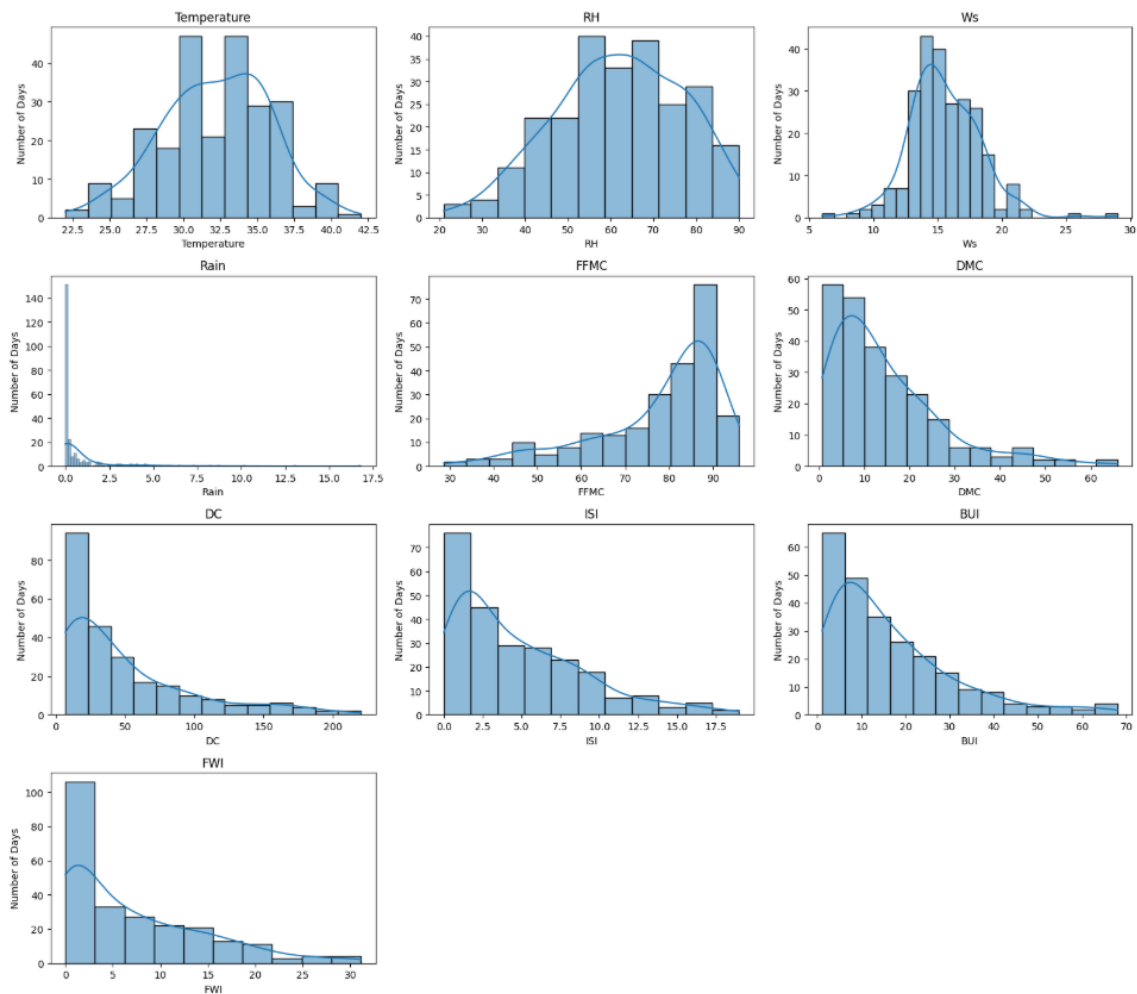 Temperature
Number of Days
40
30
20
10
0
22.5 25.0 27.5 30.0 32.5 35.0 37.5 40.0 42.5
Temperature
RH
Number of Days
40
35
30
25
20
15
10
5
0
20 30 40 50 60 70 80 90
RH
Ws
Number of Days
40
30
20
10
0
5 10 15 20 25 30
Ws
Rain
Number of Days
140
120
100
80
60
40
20
0
0.0 2.5 5.0 7.5 10.0 12.5 15.0 17.5
Rain
FFMC
Number of Days
70
60
50
40
30
20
10
0
30 40 50 60 70 80 90
FFMC
DMC
Number of Days
60
50
40
30
20
10
0
0 10 20 30 40 50 60
DMC
DC
Number of Days
80
60
40
20
0
0 50 100 150 200
DC
ISI
Number of Days
70
60
50
40
30
20
10
0
0.0 2.5 5.0 7.5 10.0 12.5 15.0 17.5
ISI
BUI
Number of Days
60
50
40
30
20
10
0
0 10 20 30 40 50 60 70
BUI
FWI
Number of Days
100
80
60
40
20
0
0 5 10 15 20 25 30
FWI